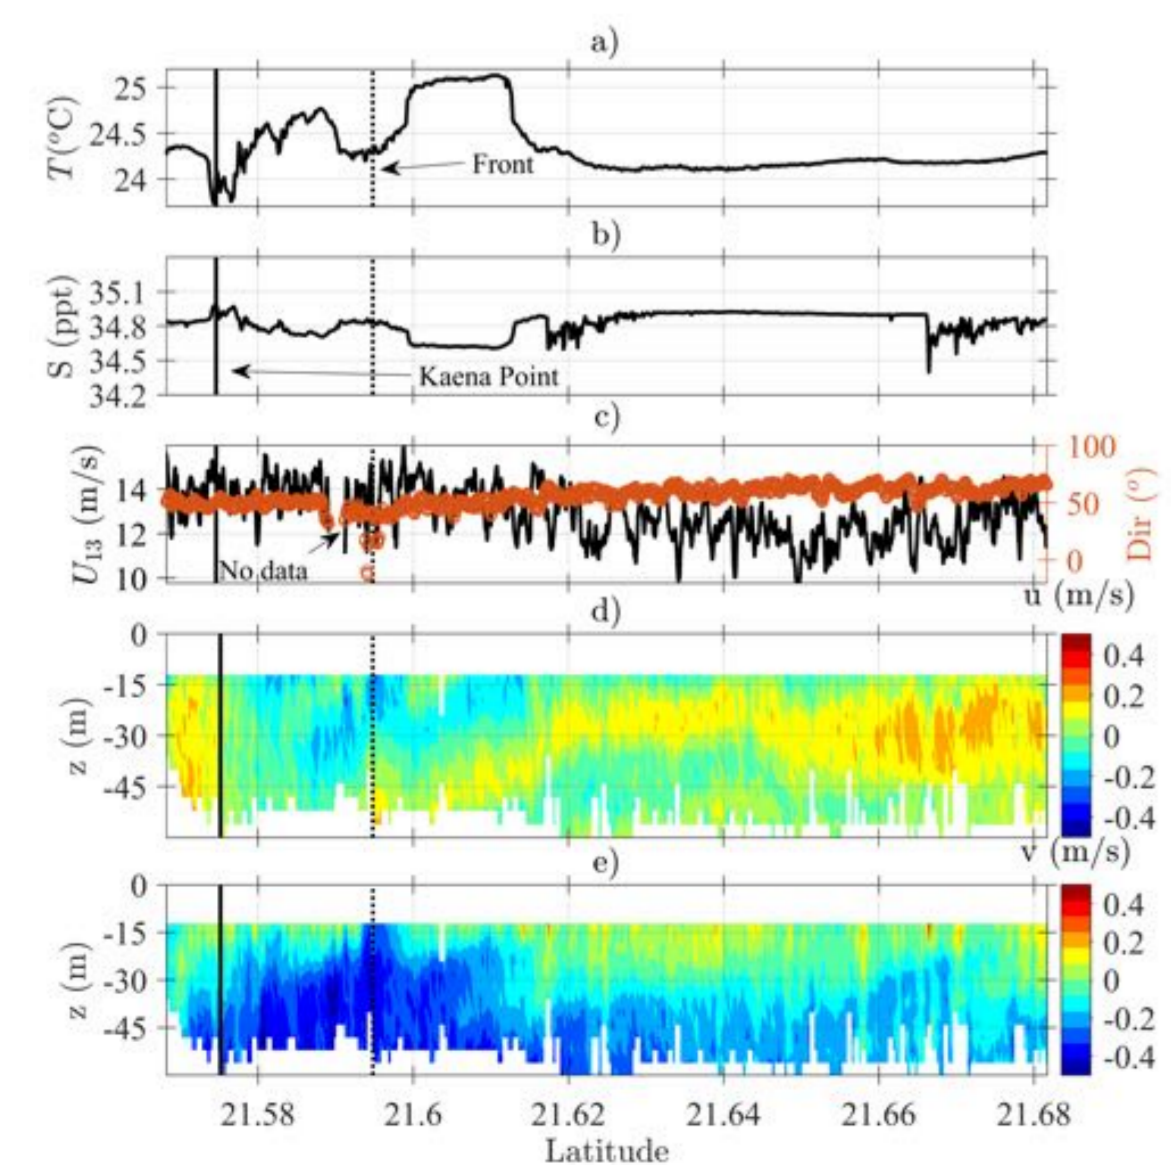 a)
25
24.5
24
T(°C)
Front
b)
35.1
34.8
34.5
34.2
S (ppt)
Kaena Point
c)
14
12
10
U13 (m/s)
No data
100
50
0
Dir (°)
u (m/s)
d)
0
-15
-30
-45
z (m)
0.4
0.2
0
-0.2
-0.4
v (m/s)
e)
0
-15
-30
-45
z (m)
0.4
0.2
0
-0.2
-0.4
21.58 21.6 21.62 21.64 21.66 21.68
Latitude